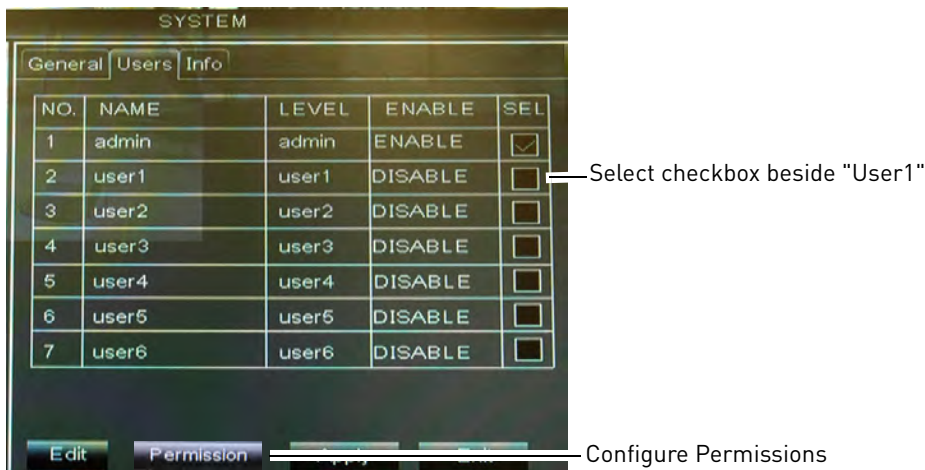 SYSTEM
General Users Info
NO. NAME LEVEL ENABLE SEL
1 admin admin ENABLE
2 user1 user1 DISABLE
Select checkbox beside "User1"
3 user2 user2 DISABLE
4 user3 user3 DISABLE
5 user4 user4 DISABLE
6 user5 user5 DISABLE
7 user6 user6 DISABLE
Edit Permission Apply Exit
Configure Permissions